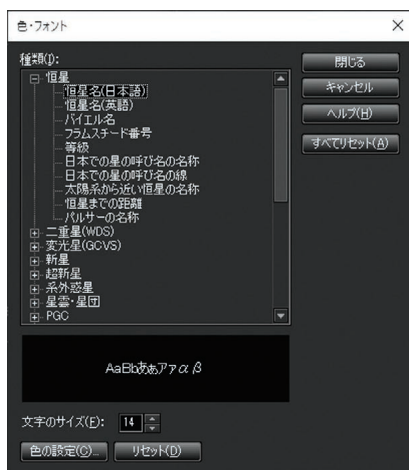 色・フォント
種類(I):
閉じる
キャンセル
ヘルプ(H)
すべてリセット(A)
恒星
恒星名(日本語)
恒星名(英語)
バイエル名
フラムスチード番号
等級
日本での星の呼び名の名称
日本での星の呼び名の線
太陽系から近い恒星の名称
恒星までの距離
パルサーの名称
二重星(WDS)
変光星(GCVS)
新星
超新星
系外惑星
星雲・星団
PGC
AaBbあぁアァαβ
文字のサイズ(F): 14
色の設定(C)... リセット(D)